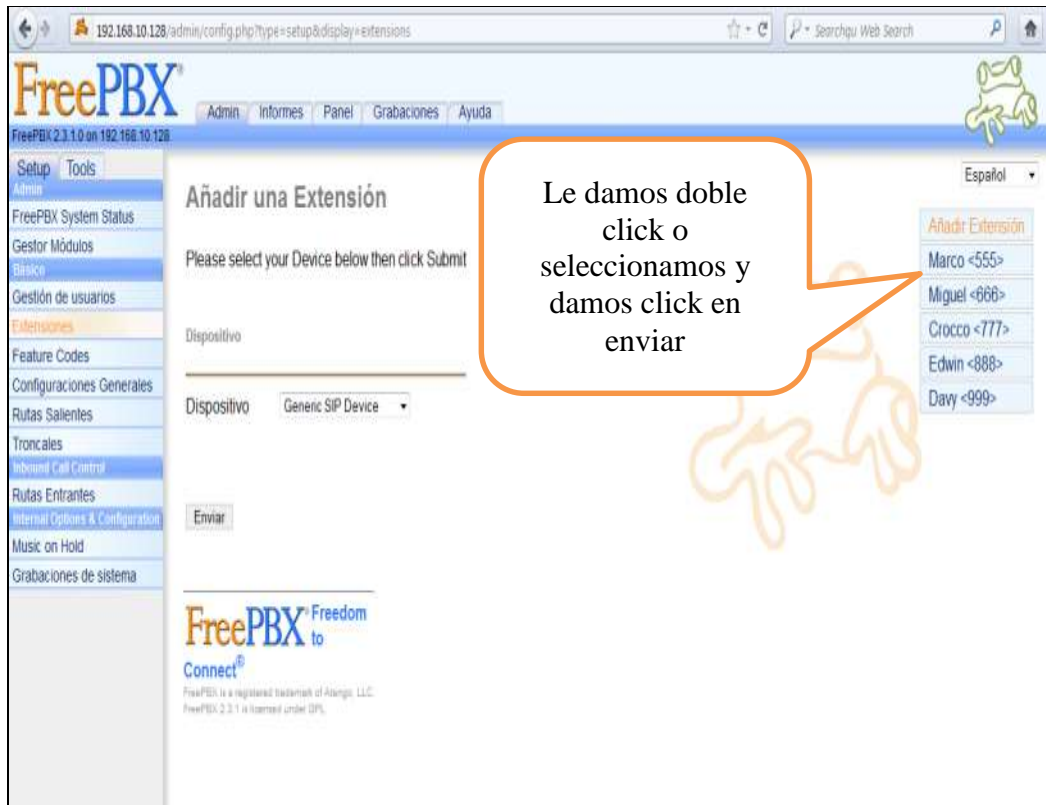 192.168.10.128/admin/config.php?type=setup&display=extensions
Searchqu Web Search
FreePBX®
Admin Informes Panel Grabaciones Ayuda
FreePBX 2.3.1.0 on 192.168.10.128
Setup Tools
Español
Admin
FreePBX System Status
Gestor Módulos
Básico
Gestión de usuarios
Extensiones
Feature Codes
Configuraciones Generales
Rutas Salientes
Troncales
Inbound Call Control
Rutas Entrantes
Internal Options & Configuration
Music on Hold
Grabaciones de sistema
Añadir una Extensión
Please select your Device below then click Submit
Dispositivo
Dispositivo Generic SIP Device
Enviar
Le damos doble
click o
seleccionamos y
damos click en
enviar
Añadir Extensión
Marco <555>
Miguel <666>
Crocco <777>
Edwin <888>
Davy <999>
FreePBX® Freedom
to
Connect®
FreePBX is a registered trademark of Atengo, LLC.
FreePBX 2.3.1 is licensed under GPL